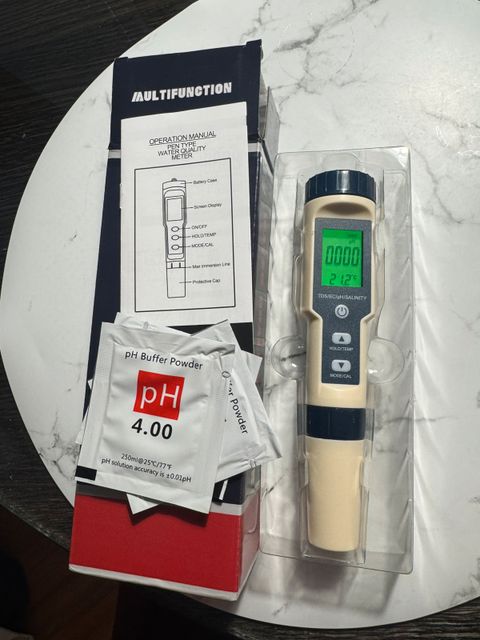 MULTIFUNCTION
OPERATION MANUAL
PEN TYPE
WATER QUALITY
METER
Battery Case
Screen Display
ON/OFF
HOLD/TEMP
MODE/CAL
Max Immersion Line
Protective Cap
pH Buffer Powder
pH
4.00
250ml@25°C/77°F
pH solution accuracy is ±0.01pH
r Powder
0000
21.2°
TDS/EC/pH/SALINITY
HOLD/TEMP
MODE/CAL